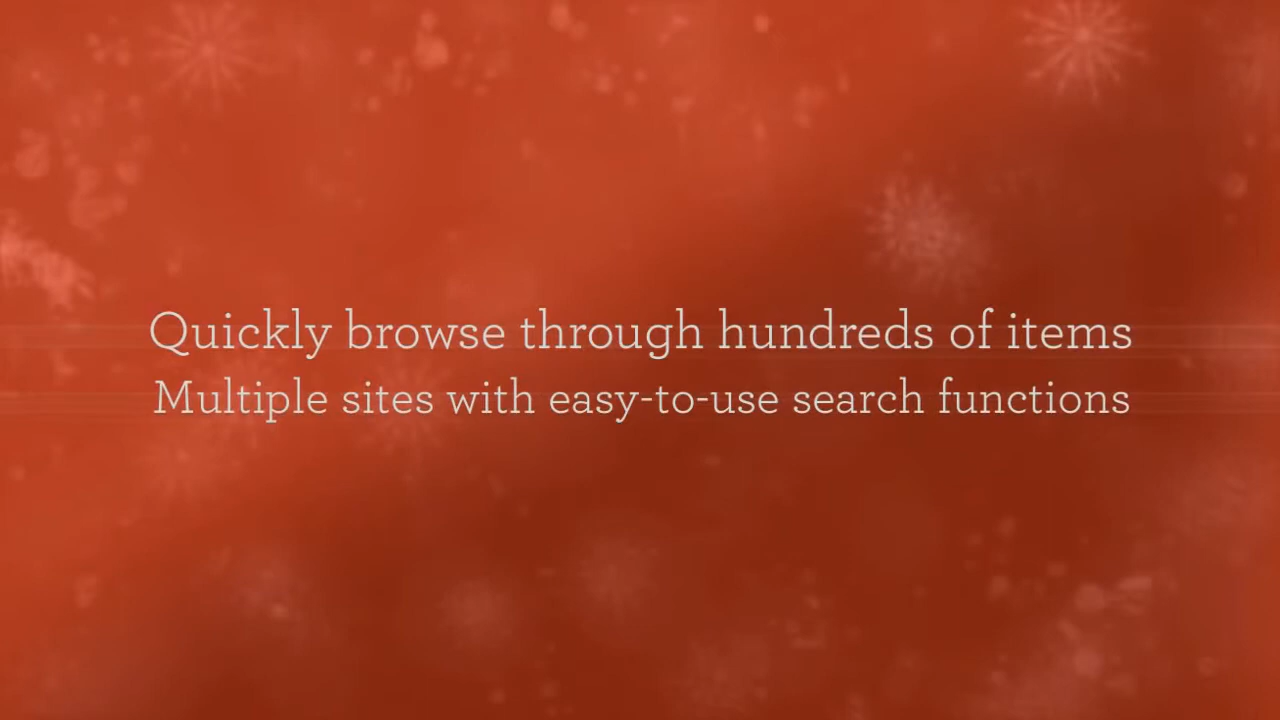 Quickly browse through hundreds of items
Multiple sites with easy-to-use search functions